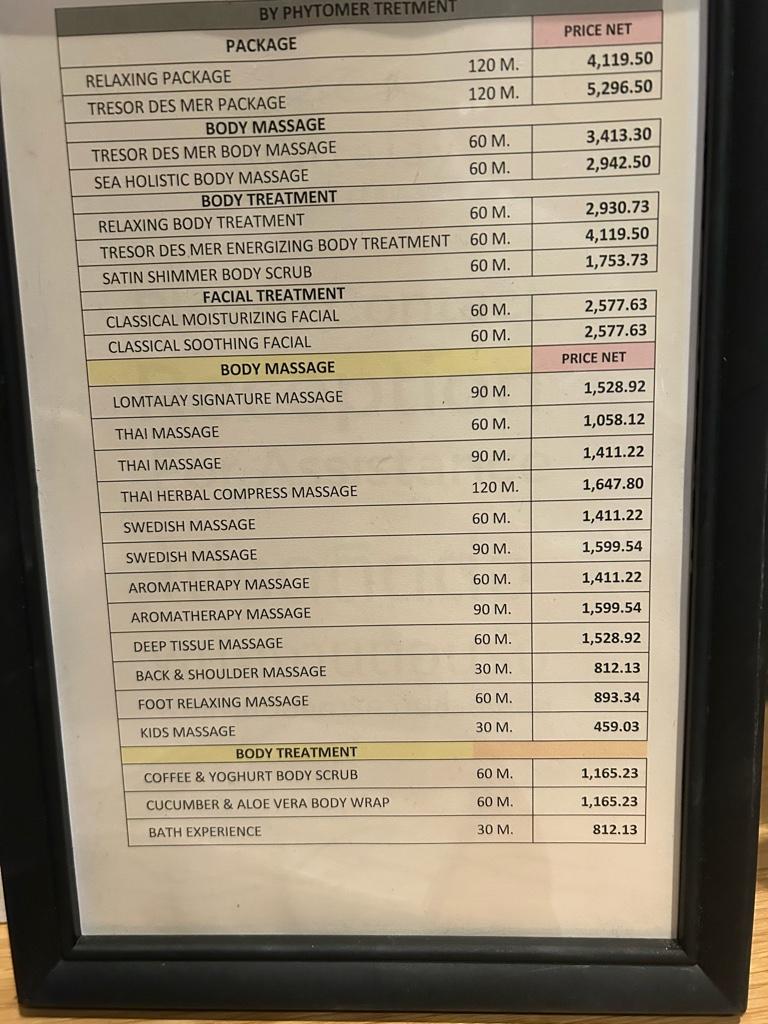 BY PHYTOMER TRETMENT
PACKAGE PRICE NET
RELAXING PACKAGE 120 M. 4,119.50
TRESOR DES MER PACKAGE 120 M. 5,296.50
BODY MASSAGE
TRESOR DES MER BODY MASSAGE 60 M. 3,413.30
SEA HOLISTIC BODY MASSAGE 60 M. 2,942.50
BODY TREATMENT
RELAXING BODY TREATMENT 60 M. 2,930.73
TRESOR DES MER ENERGIZING BODY TREATMENT 60 M. 4,119.50
SATIN SHIMMER BODY SCRUB 60 M. 1,753.73
FACIAL TREATMENT
CLASSICAL MOISTURIZING FACIAL 60 M. 2,577.63
CLASSICAL SOOTHING FACIAL 60 M. 2,577.63
BODY MASSAGE PRICE NET
LOMTALAY SIGNATURE MASSAGE 90 M. 1,528.92
THAI MASSAGE 60 M. 1,058.12
THAI MASSAGE 90 M. 1,411.22
THAI HERBAL COMPRESS MASSAGE 120 M. 1,647.80
SWEDISH MASSAGE 60 M. 1,411.22
SWEDISH MASSAGE 90 M. 1,599.54
AROMATHERAPY MASSAGE 60 M. 1,411.22
AROMATHERAPY MASSAGE 90 M. 1,599.54
DEEP TISSUE MASSAGE 60 M. 1,528.92
BACK & SHOULDER MASSAGE 30 M. 812.13
FOOT RELAXING MASSAGE 60 M. 893.34
KIDS MASSAGE 30 M. 459.03
BODY TREATMENT
COFFEE & YOGHURT BODY SCRUB 60 M. 1,165.23
CUCUMBER & ALOE VERA BODY WRAP 60 M. 1,165.23
BATH EXPERIENCE 30 M. 812.13